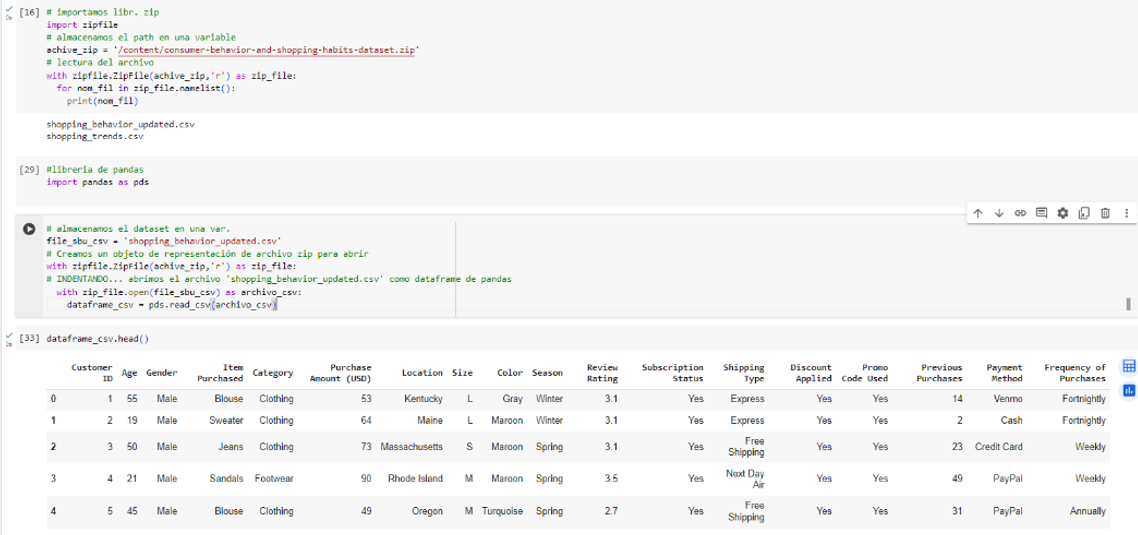 [16] # importamos libr. zip
import zipfile
# almacenamos el path en una variable
achive_zip = '/content/consumer-behavior-and-shopping-habits-dataset.zip'
# lectura del archivo
with zipfile.ZipFile(achive_zip,'r') as zip_file:
for nom_fil in zip_file.namelist():
print(nom_fil)
shopping_behavior_updated.csv
shopping_trends.csv
[29] #libreria de pandas
import pandas as pds
# almacenamos el dataset en una var.
file_sbu_csv = 'shopping_behavior_updated.csv'
# Creamos un objeto de representación de archivo zip para abrir
with zipfile.ZipFile(achive_zip,'r') as zip_file:
# INDENTANDO... abrimos el archivo 'shopping_behavior_updated.csv' como dataframe de pandas
with zip_file.open(file_sbu_csv) as archivo_csv:
dataframe_csv = pds.read_csv(archivo_csv)
[33] dataframe_csv.head()
Customer ID Age Gender Item Purchased Category Purchase Amount (USD) Location Size Color Season Review Rating Subscription Status Shipping Type Discount Applied Promo Code Used Previous Purchases Payment Method Frequency of Purchases
0 1 55 Male Blouse Clothing 53 Kentucky L Gray Winter 3.1 Yes Express Yes Yes 14 Venmo Fortnightly
1 2 19 Male Sweater Clothing 64 Maine L Maroon Winter 3.1 Yes Express Yes Yes 2 Cash Fortnightly
2 3 50 Male Jeans Clothing 73 Massachusetts S Maroon Spring 3.1 Yes Free Shipping Yes Yes 23 Credit Card Weekly
3 4 21 Male Sandals Footwear 90 Rhode Island M Maroon Spring 3.5 Yes Next Day Air Yes Yes 49 PayPal Weekly
4 5 45 Male Blouse Clothing 49 Oregon M Turquoise Spring 2.7 Yes Free Shipping Yes Yes 31 PayPal Annually